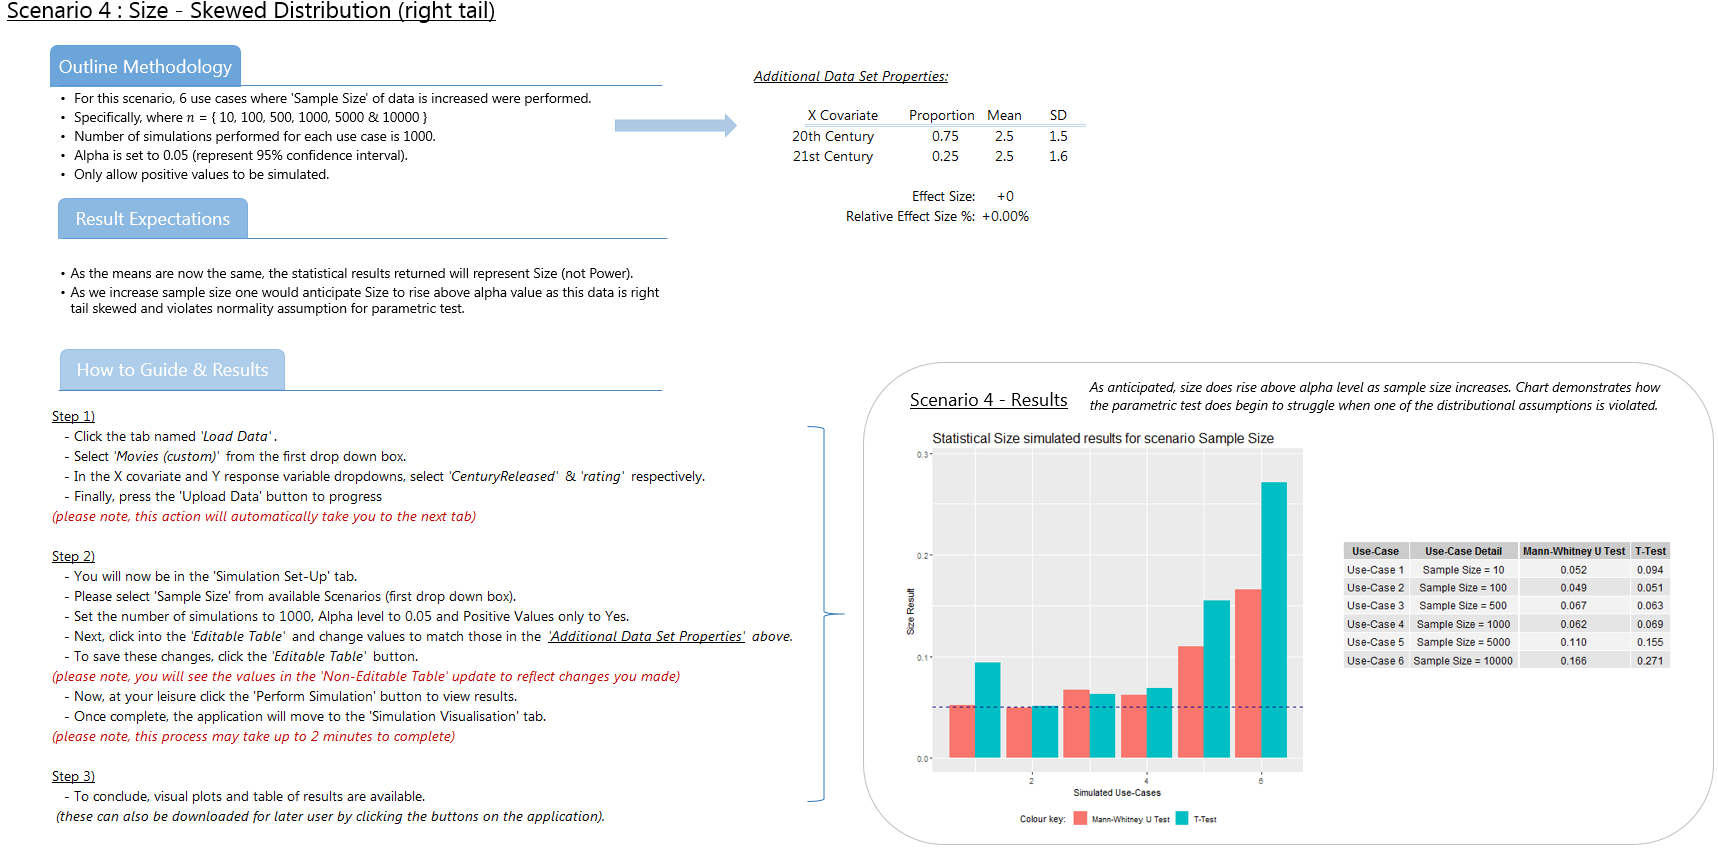 Scenario 4 : Size - Skewed Distribution (right tail)
Outline Methodology
• For this scenario, 6 use cases where 'Sample Size' of data is increased were performed.
• Specifically, where n = { 10, 100, 500, 1000, 5000 & 10000 }
• Number of simulations performed for each use case is 1000.
• Alpha is set to 0.05 (represent 95% confidence interval).
• Only allow positive values to be simulated.
Additional Data Set Properties:
X Covariate Proportion Mean SD
20th Century 0.75 2.5 1.5
21st Century 0.25 2.5 1.6
Effect Size: +0
Relative Effect Size %: +0.00%
Result Expectations
• As the means are now the same, the statistical results returned will represent Size (not Power).
• As we increase sample size one would anticipate Size to rise above alpha value as this data is right
tail skewed and violates normality assumption for parametric test.
How to Guide & Results
Step 1)
- Click the tab named 'Load Data' .
- Select 'Movies (custom)' from the first drop down box.
- In the X covariate and Y response variable dropdowns, select 'CenturyReleased' & 'rating' respectively.
- Finally, press the 'Upload Data' button to progress
(please note, this action will automatically take you to the next tab)
Step 2)
- You will now be in the 'Simulation Set-Up' tab.
- Please select 'Sample Size' from available Scenarios (first drop down box).
- Set the number of simulations to 1000, Alpha level to 0.05 and Positive Values only to Yes.
- Next, click into the 'Editable Table' and change values to match those in the 'Additional Data Set Properties' above.
- To save these changes, click the 'Editable Table' button.
(please note, you will see the values in the 'Non-Editable Table' update to reflect changes you made)
- Now, at your leisure click the 'Perform Simulation' button to view results.
- Once complete, the application will move to the 'Simulation Visualisation' tab.
(please note, this process may take up to 2 minutes to complete)
Step 3)
- To conclude, visual plots and table of results are available.
(these can also be downloaded for later user by clicking the buttons on the application).
Scenario 4 - Results
As anticipated, size does rise above alpha level as sample size increases. Chart demonstrates how
the parametric test does begin to struggle when one of the distributional assumptions is violated.
Statistical Size simulated results for scenario Sample Size
0.3
0.2
0.1
0.0
Size Result
2 4 6
Simulated Use-Cases
Colour key: Mann-Whitney U Test T-Test
Use-Case Use-Case Detail Mann-Whitney U Test T-Test
Use-Case 1 Sample Size = 10 0.052 0.094
Use-Case 2 Sample Size = 100 0.049 0.051
Use-Case 3 Sample Size = 500 0.067 0.063
Use-Case 4 Sample Size = 1000 0.062 0.069
Use-Case 5 Sample Size = 5000 0.110 0.155
Use-Case 6 Sample Size = 10000 0.166 0.271